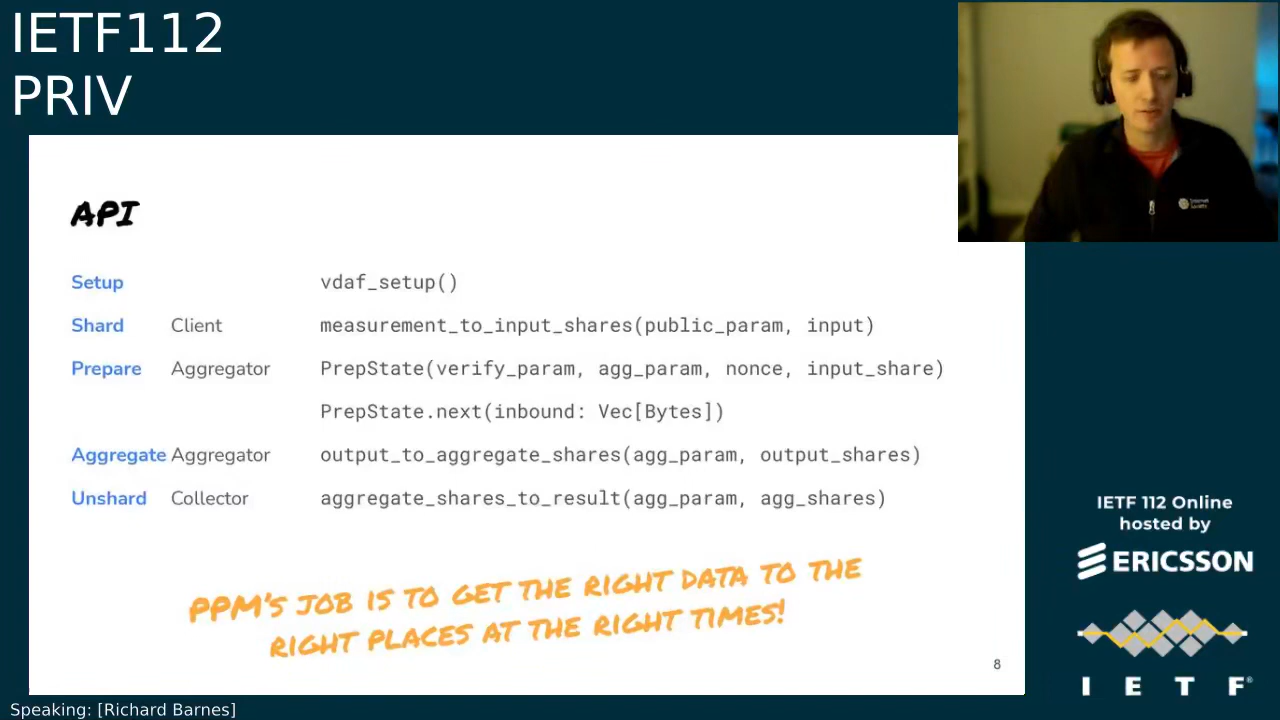 IETF112
PRIV
API
Setup vdaf_setup()
Shard Client measurement_to_input_shares(public_param, input)
Prepare Aggregator PrepState(verify_param, agg_param, nonce, input_share)
PrepState.next(inbound: Vec[Bytes])
Aggregate Aggregator output_to_aggregate_shares(agg_param, output_shares)
Unshard Collector aggregate_shares_to_result(agg_param, agg_shares)
PPM'S JOB IS TO GET THE RIGHT DATA TO THE
RIGHT PLACES AT THE RIGHT TIMES!
8
Internet
Society
IETF 112 Online
hosted by
ERICSSON
I E T F®
Speaking: [Richard Barnes]